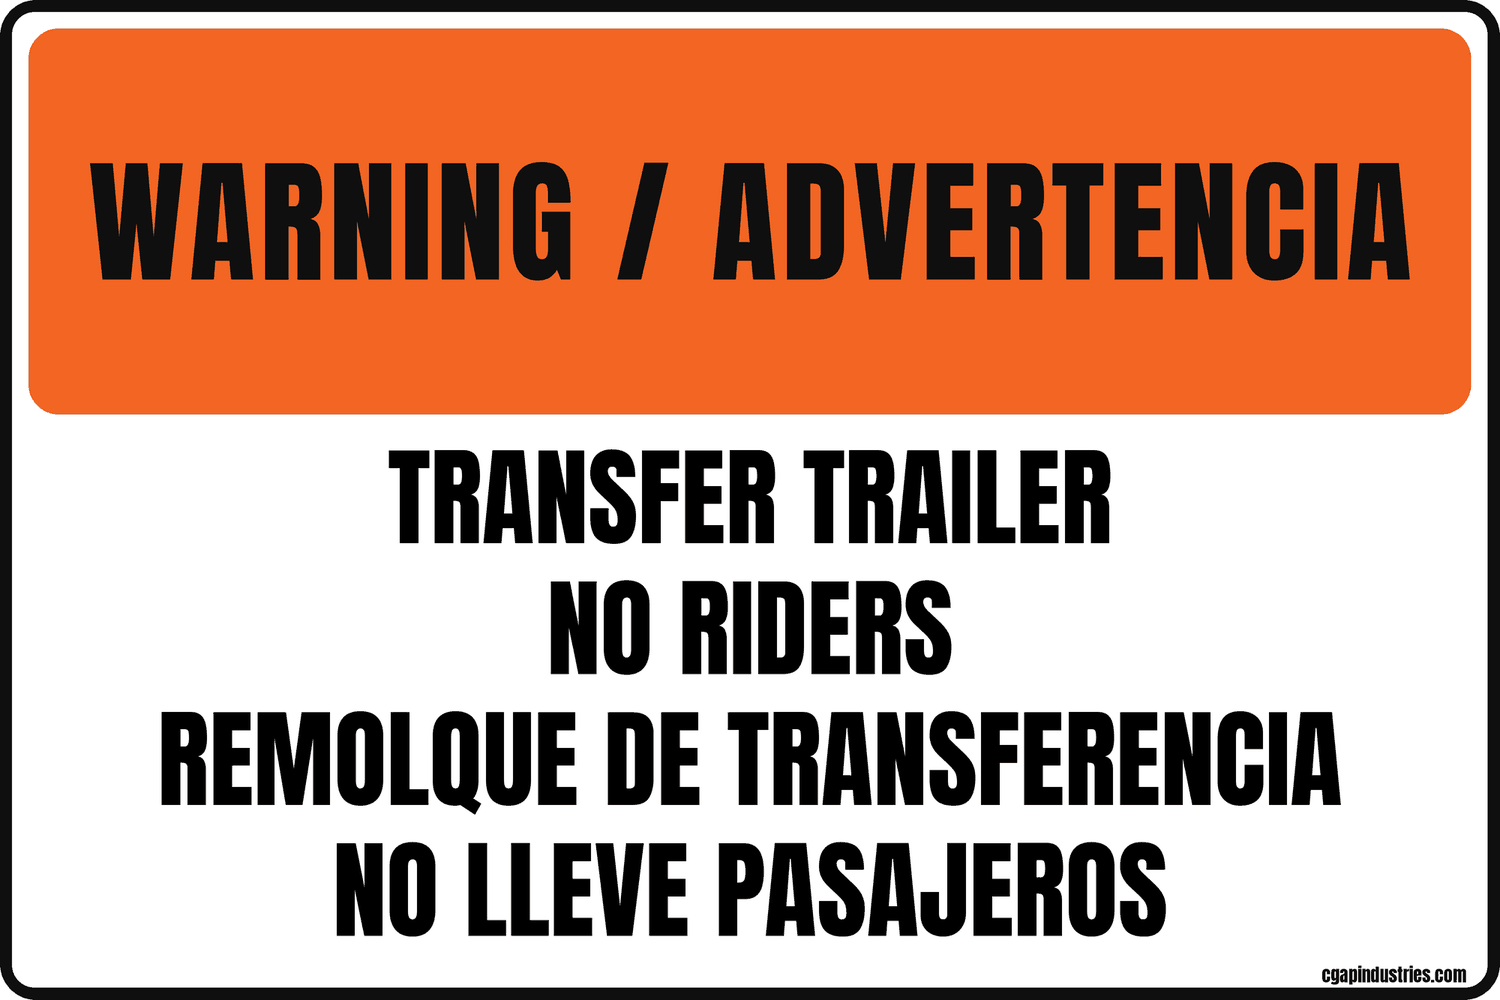 WARNING / ADVERTENCIA
TRANSFER TRAILER
NO RIDERS
REMOLQUE DE TRANSFERENCIA
NO LLEVE PASAJEROS
cgapindustries.com